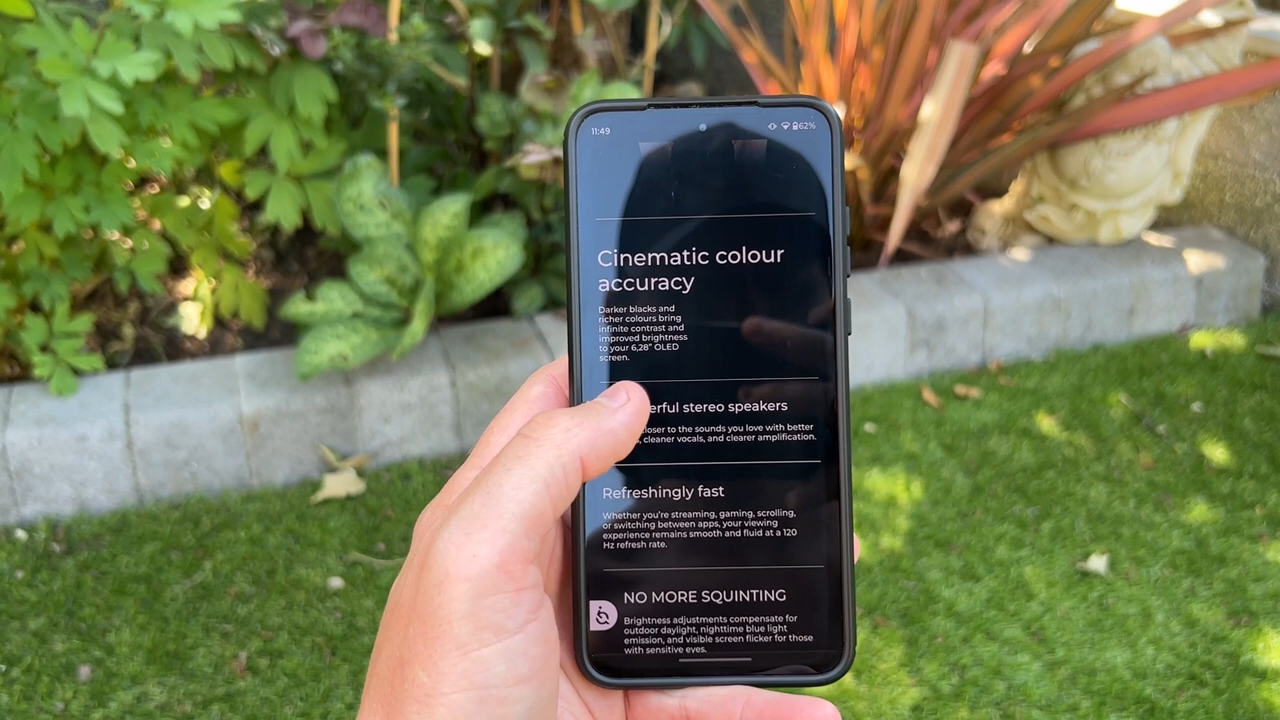 11:49
62%
Cinematic colour
accuracy
Darker blacks and
richer colours bring
infinite contrast and
improved brightness
to your 6,28” OLED
screen.
erful stereo speakers
loser to the sounds you love with better
, cleaner vocals, and clearer amplification.
Refreshingly fast
Whether you're streaming, gaming, scrolling,
or switching between apps, your viewing
experience remains smooth and fluid at a 120
Hz refresh rate.
NO MORE SQUINTING
Brightness adjustments compensate for
outdoor daylight, nighttime blue light
emission, and visible screen flicker for those
with sensitive eyes.